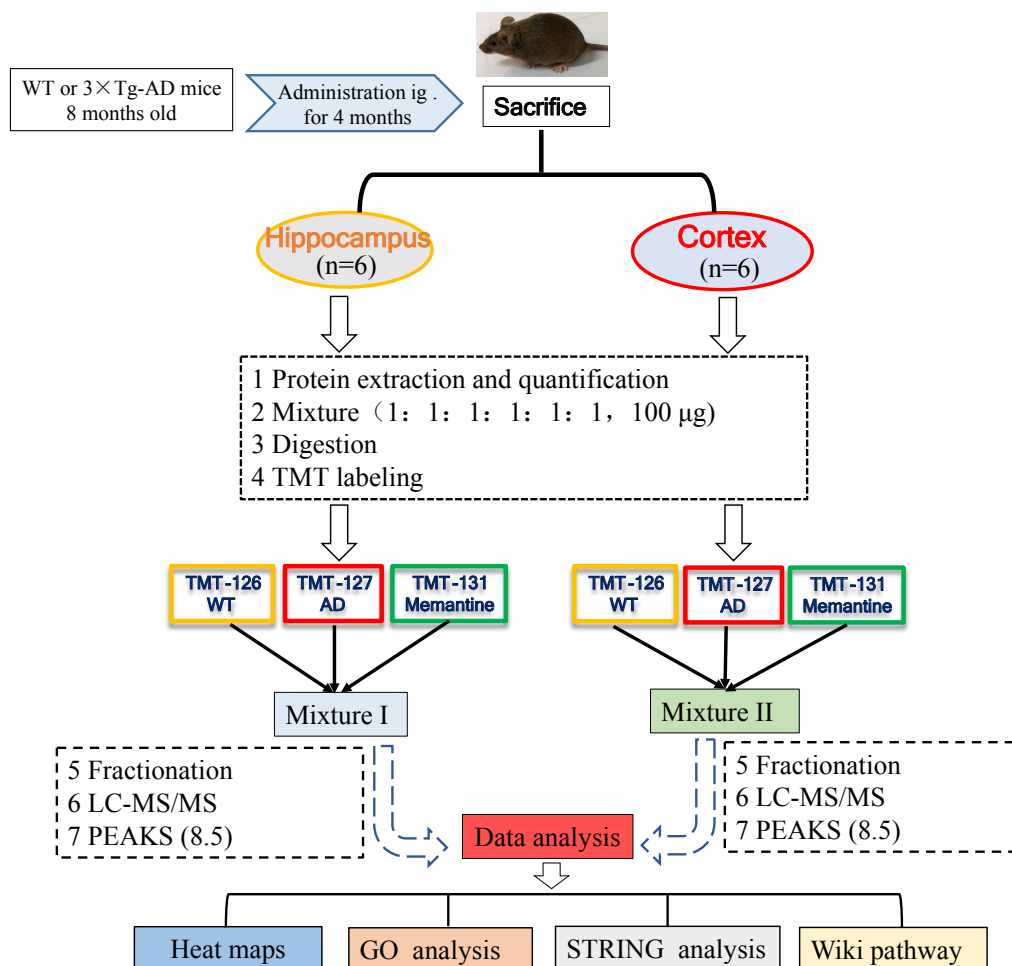 WT or 3×Tg-AD mice
8 months old
Administration ig .
for 4 months
Sacrifice
Hippocampus
(n=6)
Cortex
(n=6)
1 Protein extraction and quantification
2 Mixture（1：1：1：1：1：1，100 μg)
3 Digestion
4 TMT labeling
TMT-126
WT
TMT-127
AD
TMT-131
Memantine
TMT-126
WT
TMT-127
AD
TMT-131
Memantine
Mixture I
Mixture II
5 Fractionation
6 LC-MS/MS
7 PEAKS (8.5)
5 Fractionation
6 LC-MS/MS
7 PEAKS (8.5)
Data analysis
Heat maps
GO analysis
STRING analysis
Wiki pathway